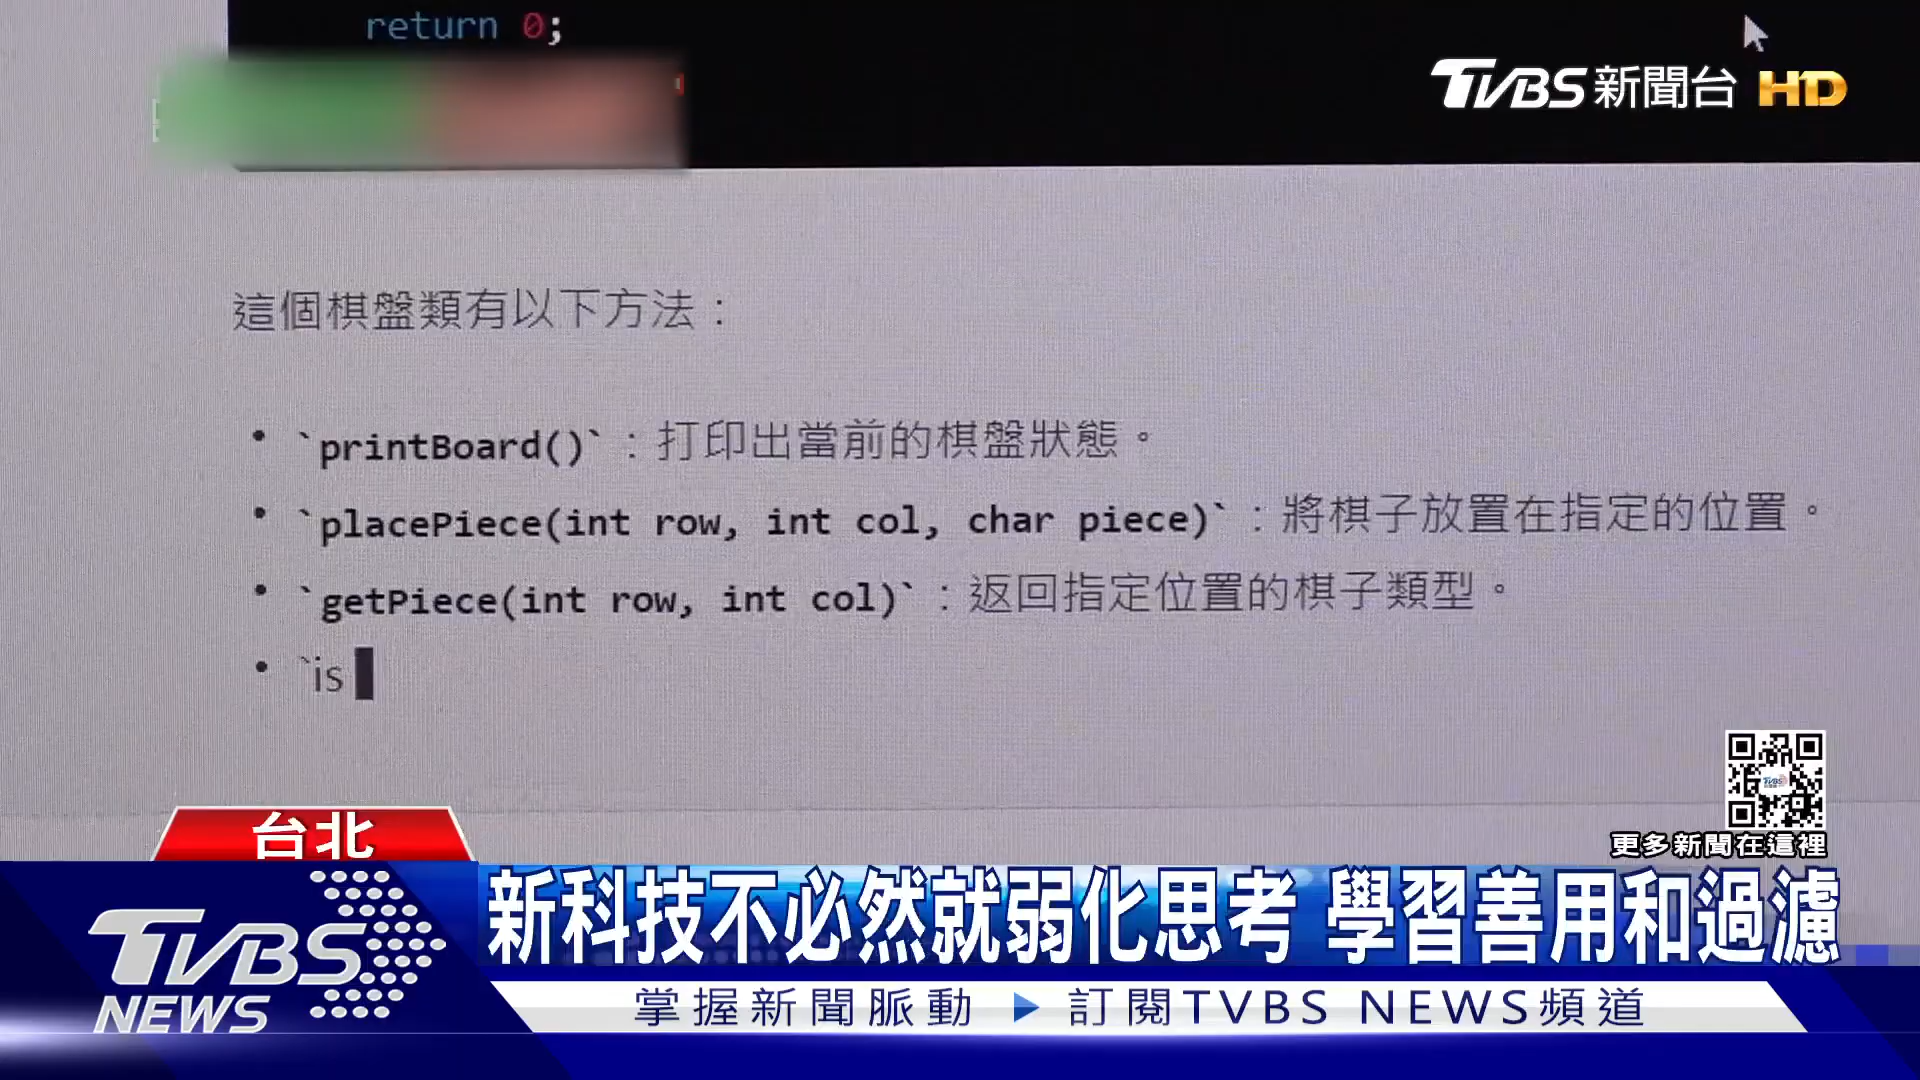 return 0;
TVBS新聞台 HD
這個棋盤類有以下方法：
• `printBoard()`：打印出當前的棋盤狀態。
• `placePiece(int row, int col, char piece)`：將棋子放置在指定的位置。
• `getPiece(int row, int col)`：返回指定位置的棋子類型。
• `is
TVBS
更多新聞在這裡
台北
新科技不必然就弱化思考 學習善用和過濾
TVBS NEWS
掌握新聞脈動 ▶ 訂閱TVBS NEWS頻道